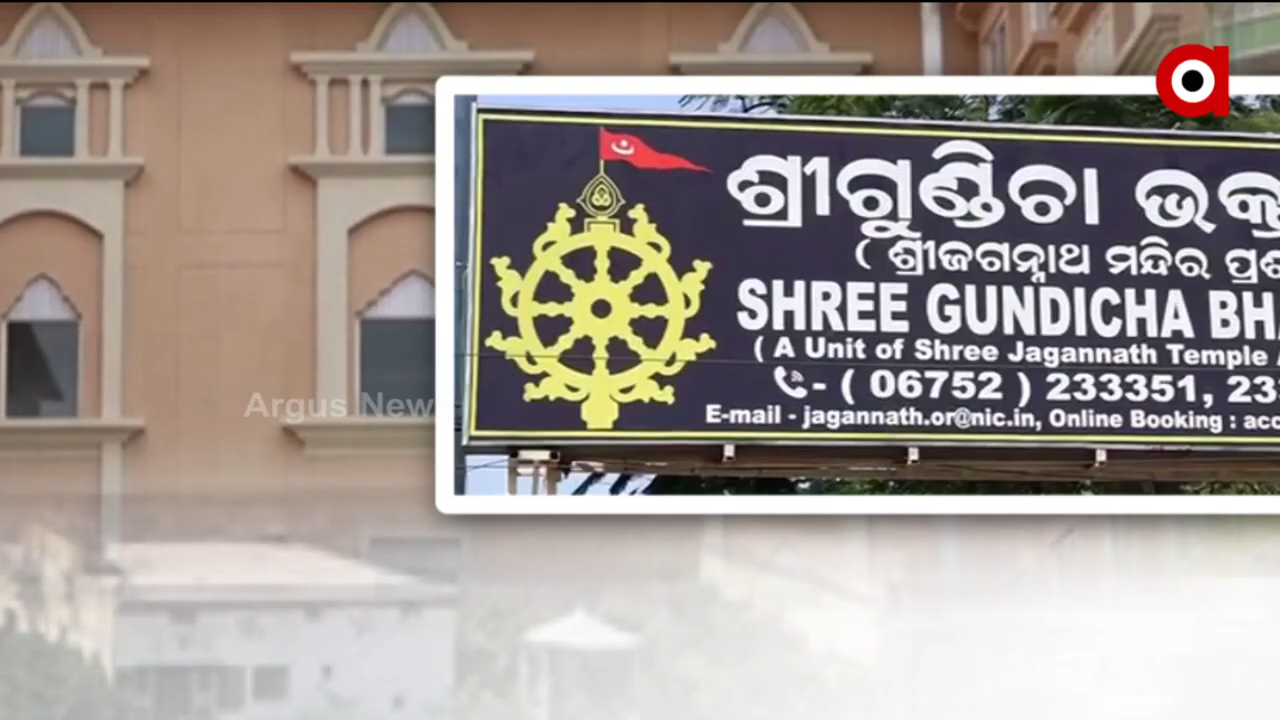 ଶ୍ରୀଗୁଣ୍ଡିଚା
( ଶ୍ରୀଜଗନ୍ନାଥ ମନ୍ଦିର
SHREE GUNDICHA
( A Unit of Shree Jagannath Temple
- ( 06752 ) 233351,
E-mail - jagannath.or@nic.in, Online Booking :
Argus News